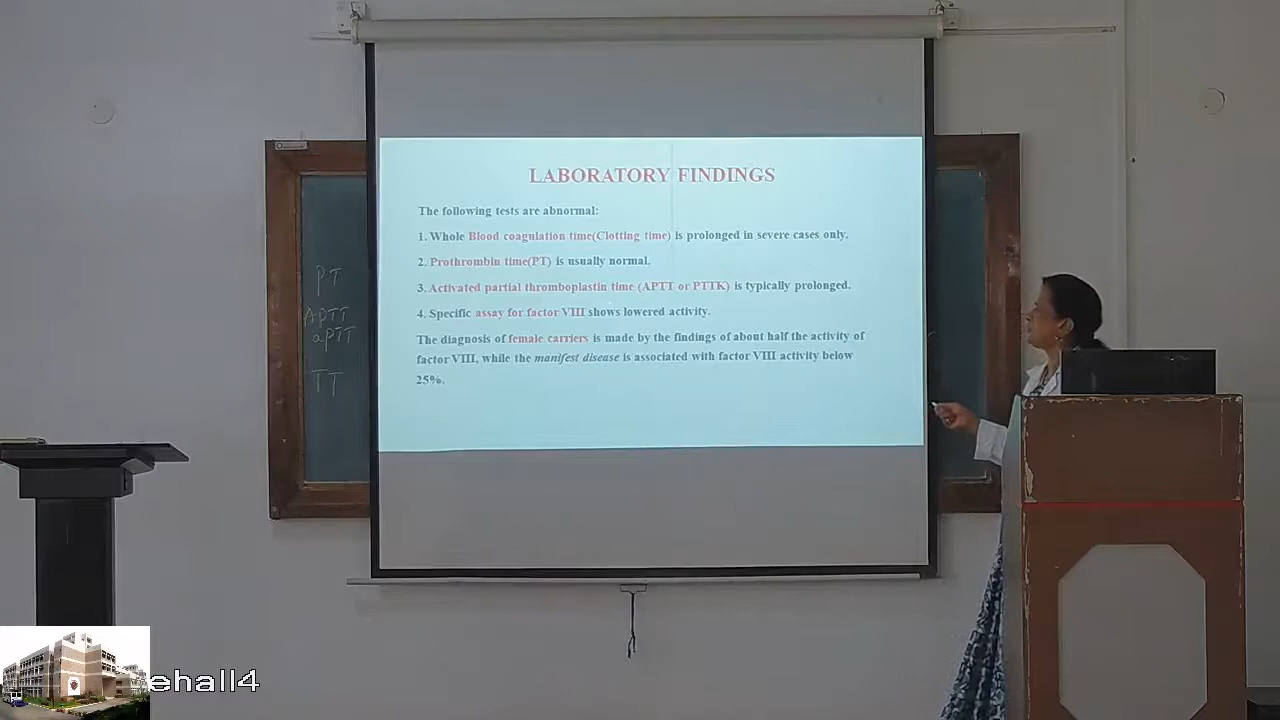 LABORATORY FINDINGS
The following tests are abnormal:
1. Whole Blood coagulation time(Clotting time) is prolonged in severe cases only.
2. Prothrombin time(PT) is usually normal.
3. Activated partial thromboplastin time (APTT or PTTK) is typically prolonged.
4. Specific assay for factor VIII shows lowered activity.
The diagnosis of female carriers is made by the findings of about half the activity of
factor VIII, while the manifest disease is associated with factor VIII activity below
25%.
PT
APTT
aPTT
TT
ehall4